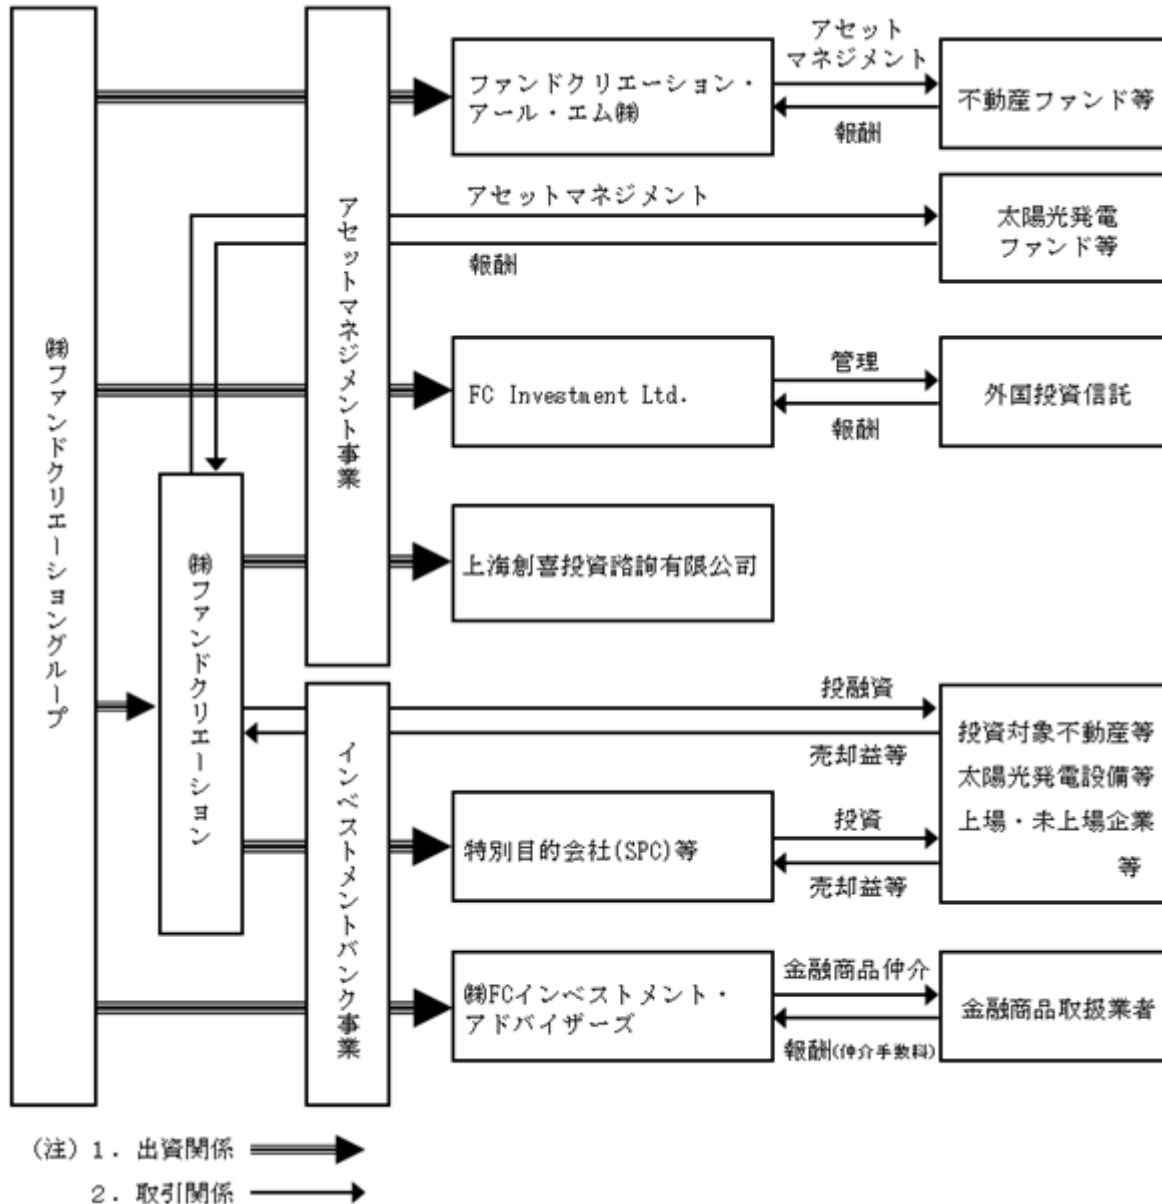 ㈱ファンドクリエーショングループ
㈱ファンドクリエーション
アセットマネジメント事業
インベストメントバンク事業
ファンドクリエーション・
アール・エム㈱
アセット
マネジメント
報酬
不動産ファンド等
アセットマネジメント
報酬
太陽光発電
ファンド等
FC Investment Ltd.
管理
報酬
外国投資信託
上海創喜投資諮詢有限公司
投融資
売却益等
投資対象不動産等
太陽光発電設備等
上場・未上場企業
等
特別目的会社(SPC)等
投資
売却益等
㈱FCインベストメント・
アドバイザーズ
金融商品仲介
報酬(仲介手数料)
金融商品取扱業者
(注) 1. 出資関係
2. 取引関係